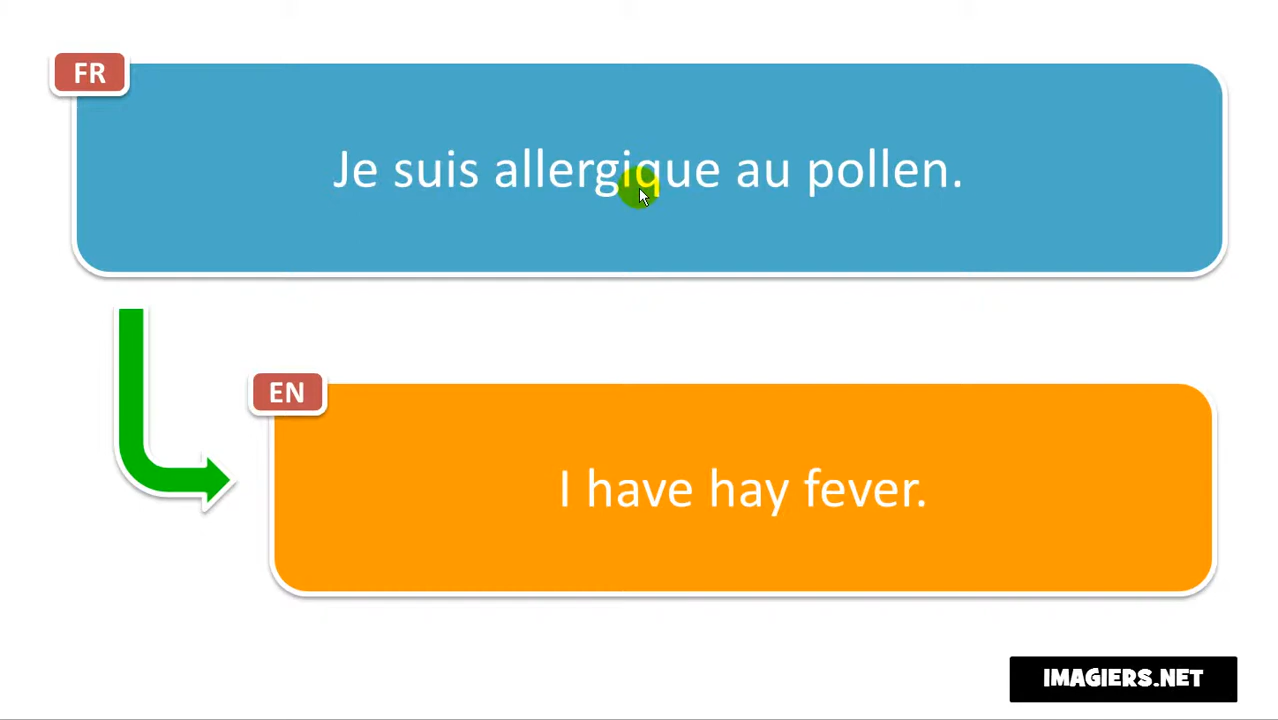 FR
Je suis allergique au pollen.
EN
I have hay fever.
IMAGIERS.NET